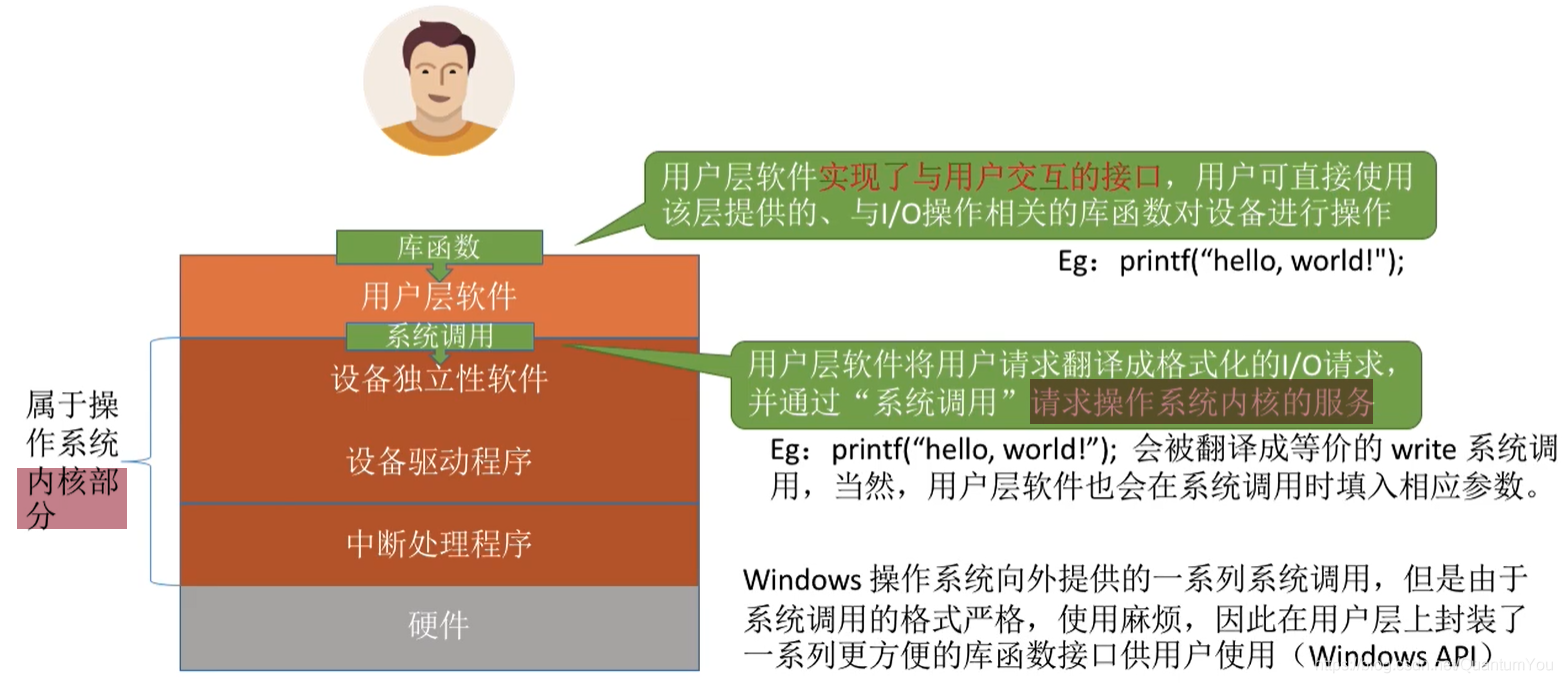 用户层软件实现了与用户交互的接口，用户可直接使用
该层提供的、与I/O操作相关的库函数对设备进行操作
Eg：printf(“hello, world!");
库函数
用户层软件
系统调用
设备独立性软件
设备驱动程序
中断处理程序
硬件
属于操
作系统
内核部
分
用户层软件将用户请求翻译成格式化的I/O请求，
并通过“系统调用”请求操作系统内核的服务
Eg：printf(“hello, world!”); 会被翻译成等价的 write 系统调
用，当然，用户层软件也会在系统调用时填入相应参数。
Windows 操作系统向外提供的一系列系统调用，但是由于
系统调用的格式严格，使用麻烦，因此在用户层上封装了
一系列更方便的库函数接口供用户使用（Windows API）